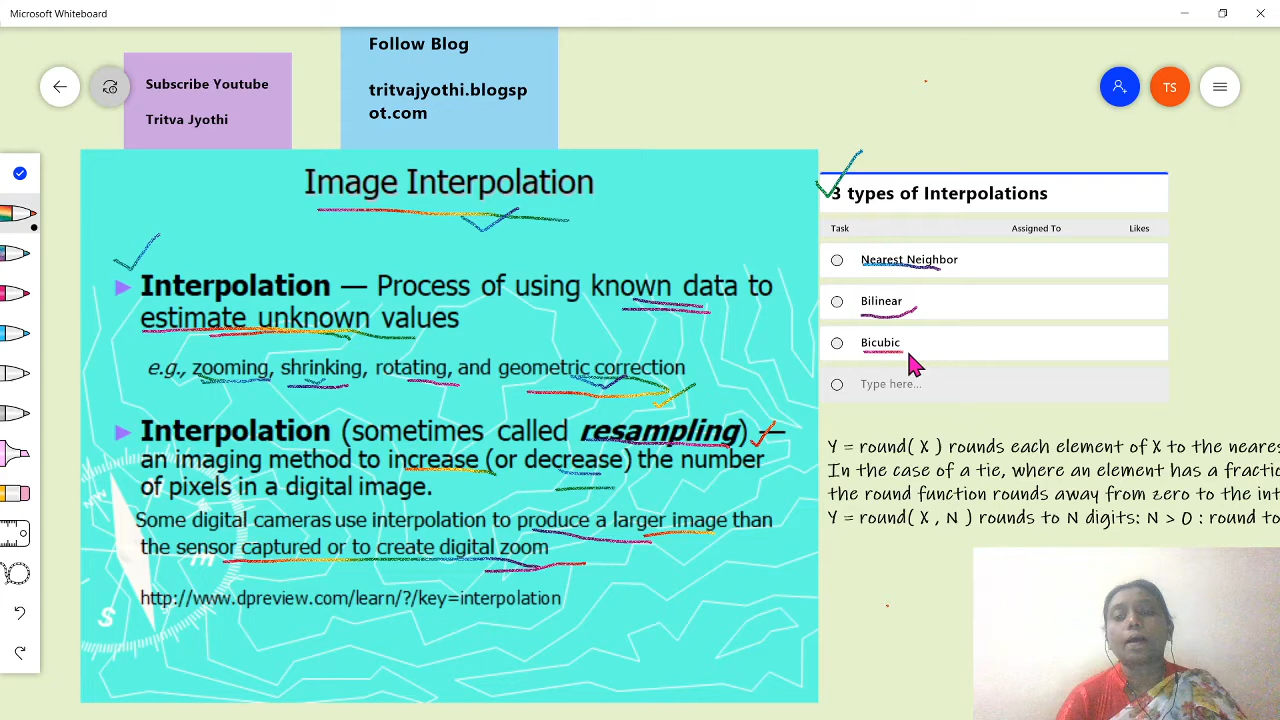 Microsoft Whiteboard
Subscribe Youtube
Tritva Jyothi
Follow Blog
tritvajyothi.blogsp
ot.com
TS
Image Interpolation
Interpolation — Process of using known data to
estimate unknown values
e.g., zooming, shrinking, rotating, and geometric correction
Interpolation (sometimes called resampling) —
an imaging method to increase (or decrease) the number
of pixels in a digital image.
Some digital cameras use interpolation to produce a larger image than
the sensor captured or to create digital zoom
http://www.dpreview.com/learn/?/key=interpolation
NW
S
3 types of Interpolations
Task Assigned To Likes
Nearest Neighbor
Bilinear
Bicubic
Type here...
Y = round( X ) rounds each element of X to the neares
In the case of a tie, where an element has a fractio
the round function rounds away from zero to the int
Y = round( X , N ) rounds to N digits: N > 0 : round to